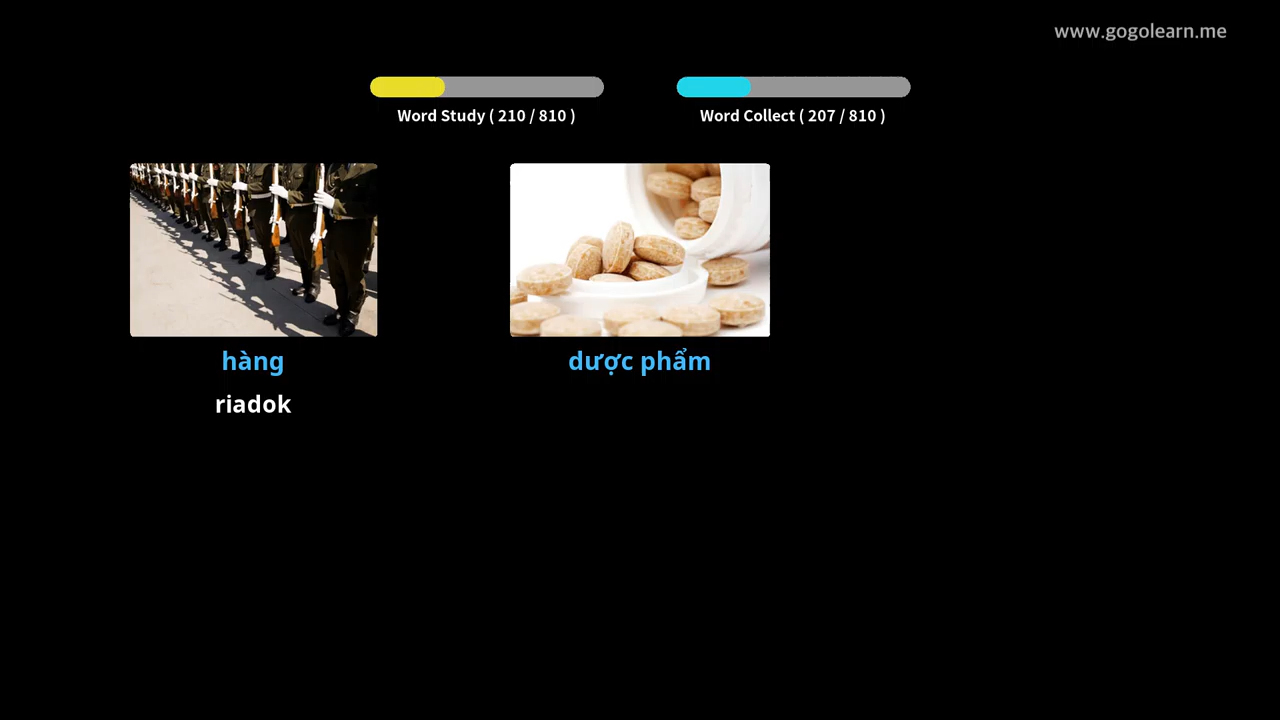 www.gogolearn.me
Word Study ( 210 / 810 )
Word Collect ( 207 / 810 )
hàng
dược phẩm
riadok